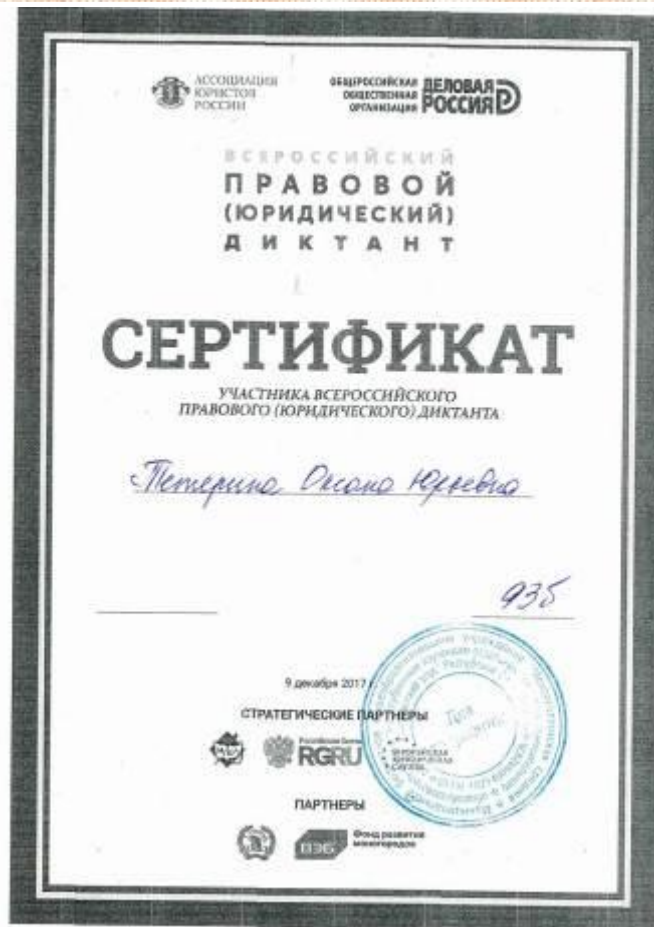 АССОЦИАЦИЯ
ЮРИСТОВ
РОССИИ
ОБЩЕРОССИЙСКАЯ
ОБЩЕСТВЕННАЯ
ОРГАНИЗАЦИЯ
ДЕЛОВАЯ
РОССИЯ
ВСЕРОССИЙСКИЙ
ПРАВОВОЙ
(ЮРИДИЧЕСКИЙ)
ДИКТАНТ
СЕРТИФИКАТ
УЧАСТНИКА ВСЕРОССИЙСКОГО
ПРАВОВОГО (ЮРИДИЧЕСКОГО) ДИКТАНТА
Петерина Оксана Юрьевна
93б
9 декабря 2017 г
СТРАТЕГИЧЕСКИЕ ПАРТНЕРЫ
RGRU
ПАРТНЕРЫ
ВЭБ
Фонд развития
моногородов